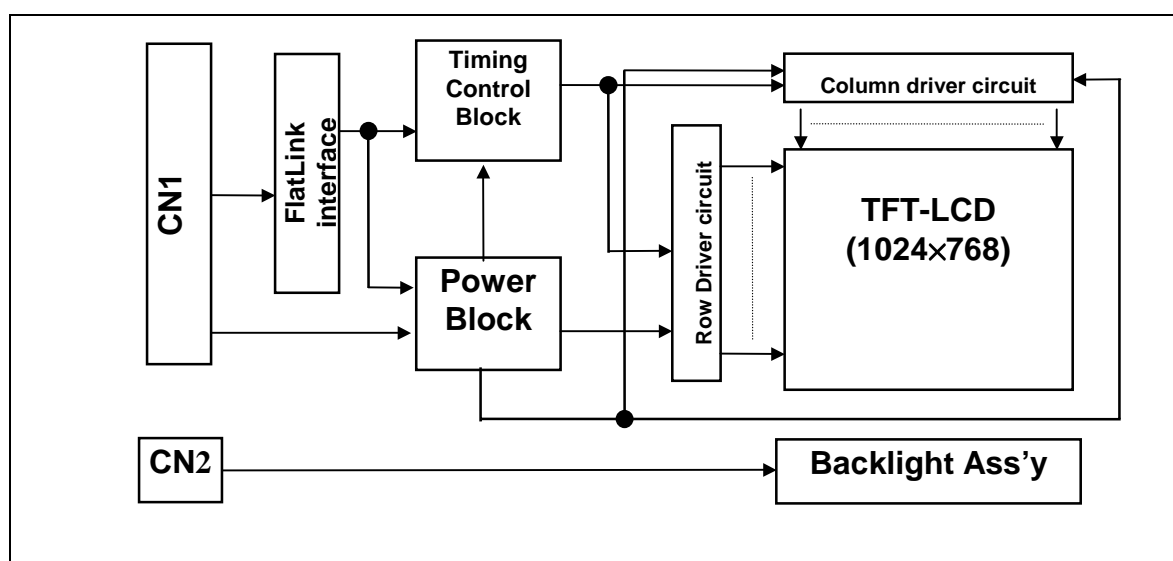 CN1
FlatLink
interface
Timing
Control
Block
Power
Block
Row Driver circuit
Column driver circuit
TFT-LCD
(1024×768)
CN2
Backlight Ass’y